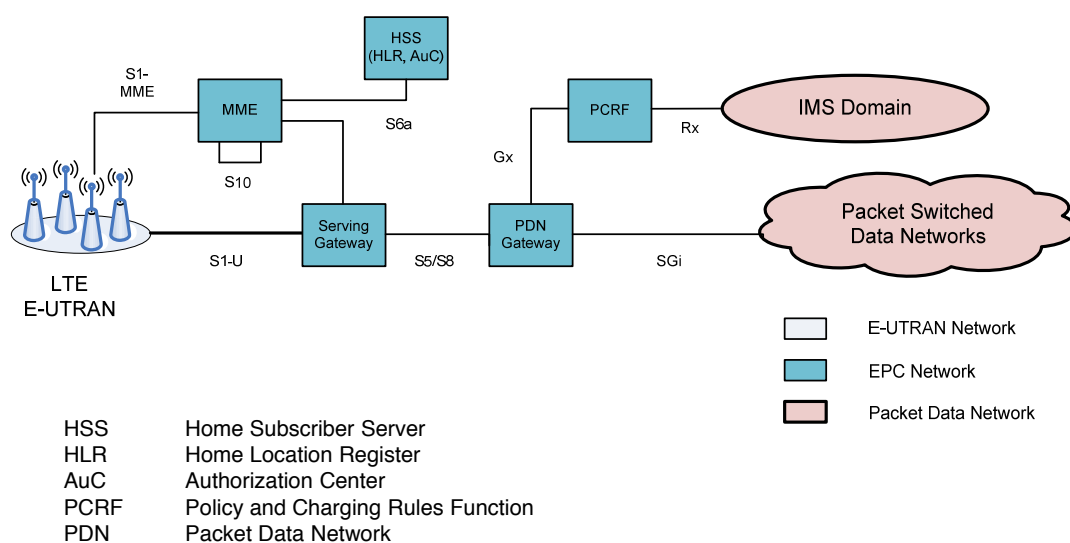 HSS
(HLR, AuC)
S1-
MME
MME
S6a
S10
PCRF
Rx
IMS Domain
Gx
Serving
Gateway
PDN
Gateway
Packet Switched
Data Networks
S1-U
S5/S8
SGi
LTE
E-UTRAN
E-UTRAN Network
EPC Network
Packet Data Network
HSS Home Subscriber Server
HLR Home Location Register
AuC Authorization Center
PCRF Policy and Charging Rules Function
PDN Packet Data Network